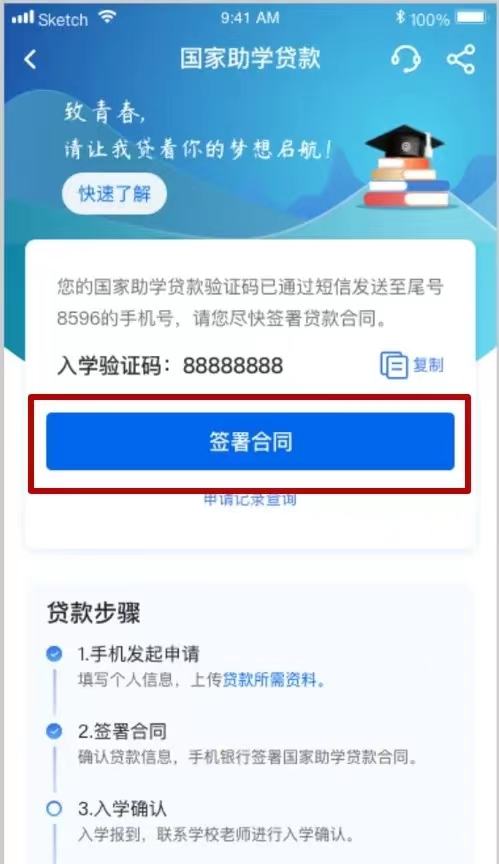 Sketch 9:41 AM 100%
国家助学贷款
致青春，
请让我贷着你的梦想启航！
快速了解
您的国家助学贷款验证码已通过短信发送至尾号
8596的手机号，请您尽快签署贷款合同。
入学验证码：88888888 复制
签署合同
申请记录查询
贷款步骤
1.手机发起申请
填写个人信息，上传贷款所需资料。
2.签署合同
确认贷款信息，手机银行签署国家助学贷款合同。
3.入学确认
入学报到，联系学校老师进行入学确认。